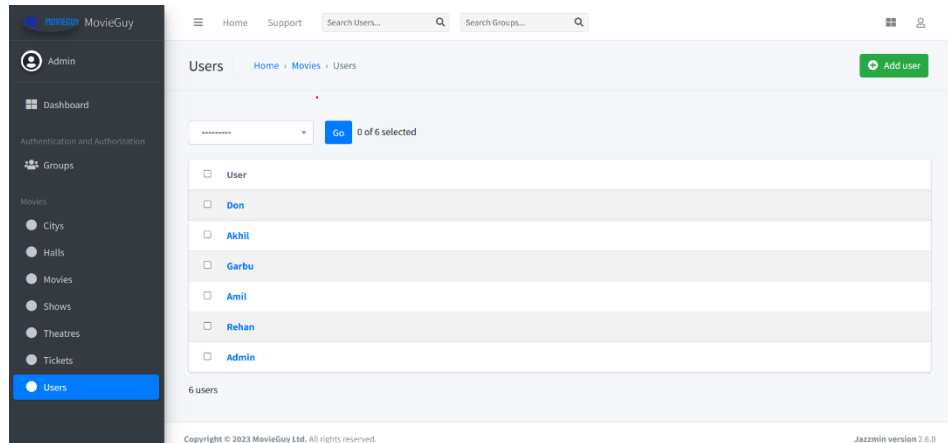 MOVIEGUY MovieGuy
Home Support Search Users... Search Groups...
Admin
Users Home › Movies › Users Add user
Dashboard
--------- Go 0 of 6 selected
Authentication and Authorization
Groups
User
Movies
Don
Citys
Akhil
Halls
Garbu
Movies
Amil
Shows
Rehan
Theatres
Admin
Tickets
Users
6 users
Copyright © 2023 MovieGuy Ltd. All rights reserved. Jazzmin version 2.6.0